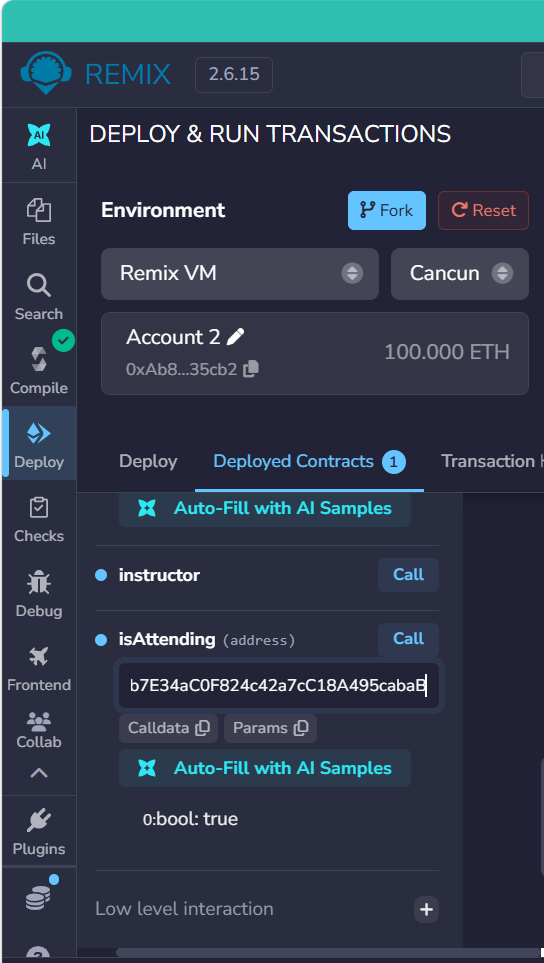 REMIX 2.6.15
AI
Files
Search
Compile
Deploy
Checks
Debug
Frontend
Collab
Plugins
DEPLOY & RUN TRANSACTIONS
Environment Fork Reset
Remix VM Cancun
Account 2
0xAb8...35cb2 100.000 ETH
Deploy Deployed Contracts 1 Transaction
Auto-Fill with AI Samples
instructor Call
isAttending (address) Call
b7E34aC0F824c42a7cC18A495cabaB
Calldata Params
Auto-Fill with AI Samples
0:bool: true
Low level interaction +